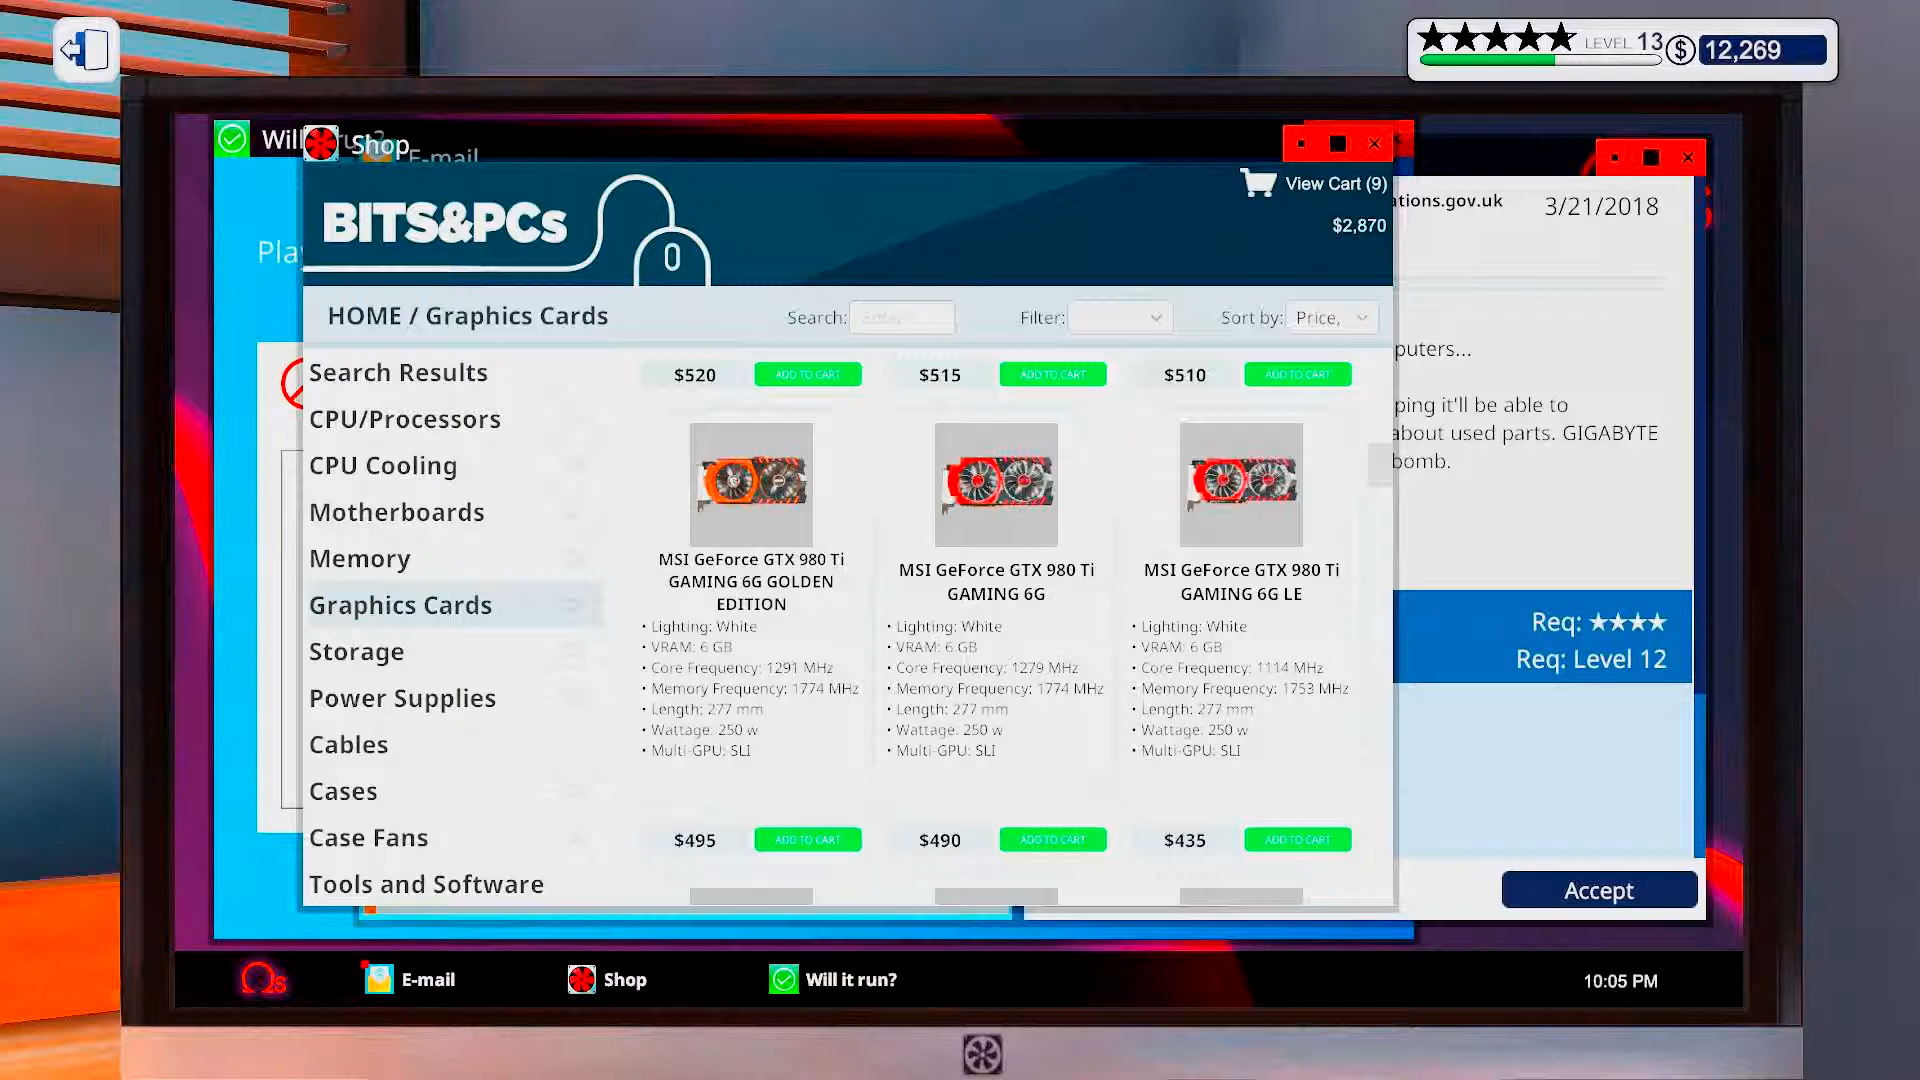 LEVEL 13
$ 12,269
Will
Shop
E-mail
View Cart (9)
$2,870
BITS&PCs
ations.gov.uk
3/21/2018
Pla
HOME / Graphics Cards
Search:
Filter:
Sort by: Price,
puters...
ping it'll be able to
about used parts. GIGABYTE
bomb.
Search Results
CPU/Processors
CPU Cooling
Motherboards
Memory
Graphics Cards
Storage
Power Supplies
Cables
Cases
Case Fans
Tools and Software
$520 ADD TO CART
$515 ADD TO CART
$510 ADD TO CART
MSI GeForce GTX 980 Ti
GAMING 6G GOLDEN
EDITION
• Lighting: White
• VRAM: 6 GB
• Core Frequency: 1291 MHz
• Memory Frequency: 1774 MHz
• Length: 277 mm
• Wattage: 250 w
• Multi-GPU: SLI
$495 ADD TO CART
MSI GeForce GTX 980 Ti
GAMING 6G
• Lighting: White
• VRAM: 6 GB
• Core Frequency: 1279 MHz
• Memory Frequency: 1774 MHz
• Length: 277 mm
• Wattage: 250 w
• Multi-GPU: SLI
$490 ADD TO CART
MSI GeForce GTX 980 Ti
GAMING 6G LE
• Lighting: White
• VRAM: 6 GB
• Core Frequency: 1114 MHz
• Memory Frequency: 1753 MHz
• Length: 277 mm
• Wattage: 250 w
• Multi-GPU: SLI
$435 ADD TO CART
Req: ★★★★
Req: Level 12
Accept
Ωs
E-mail
Shop
Will it run?
10:05 PM